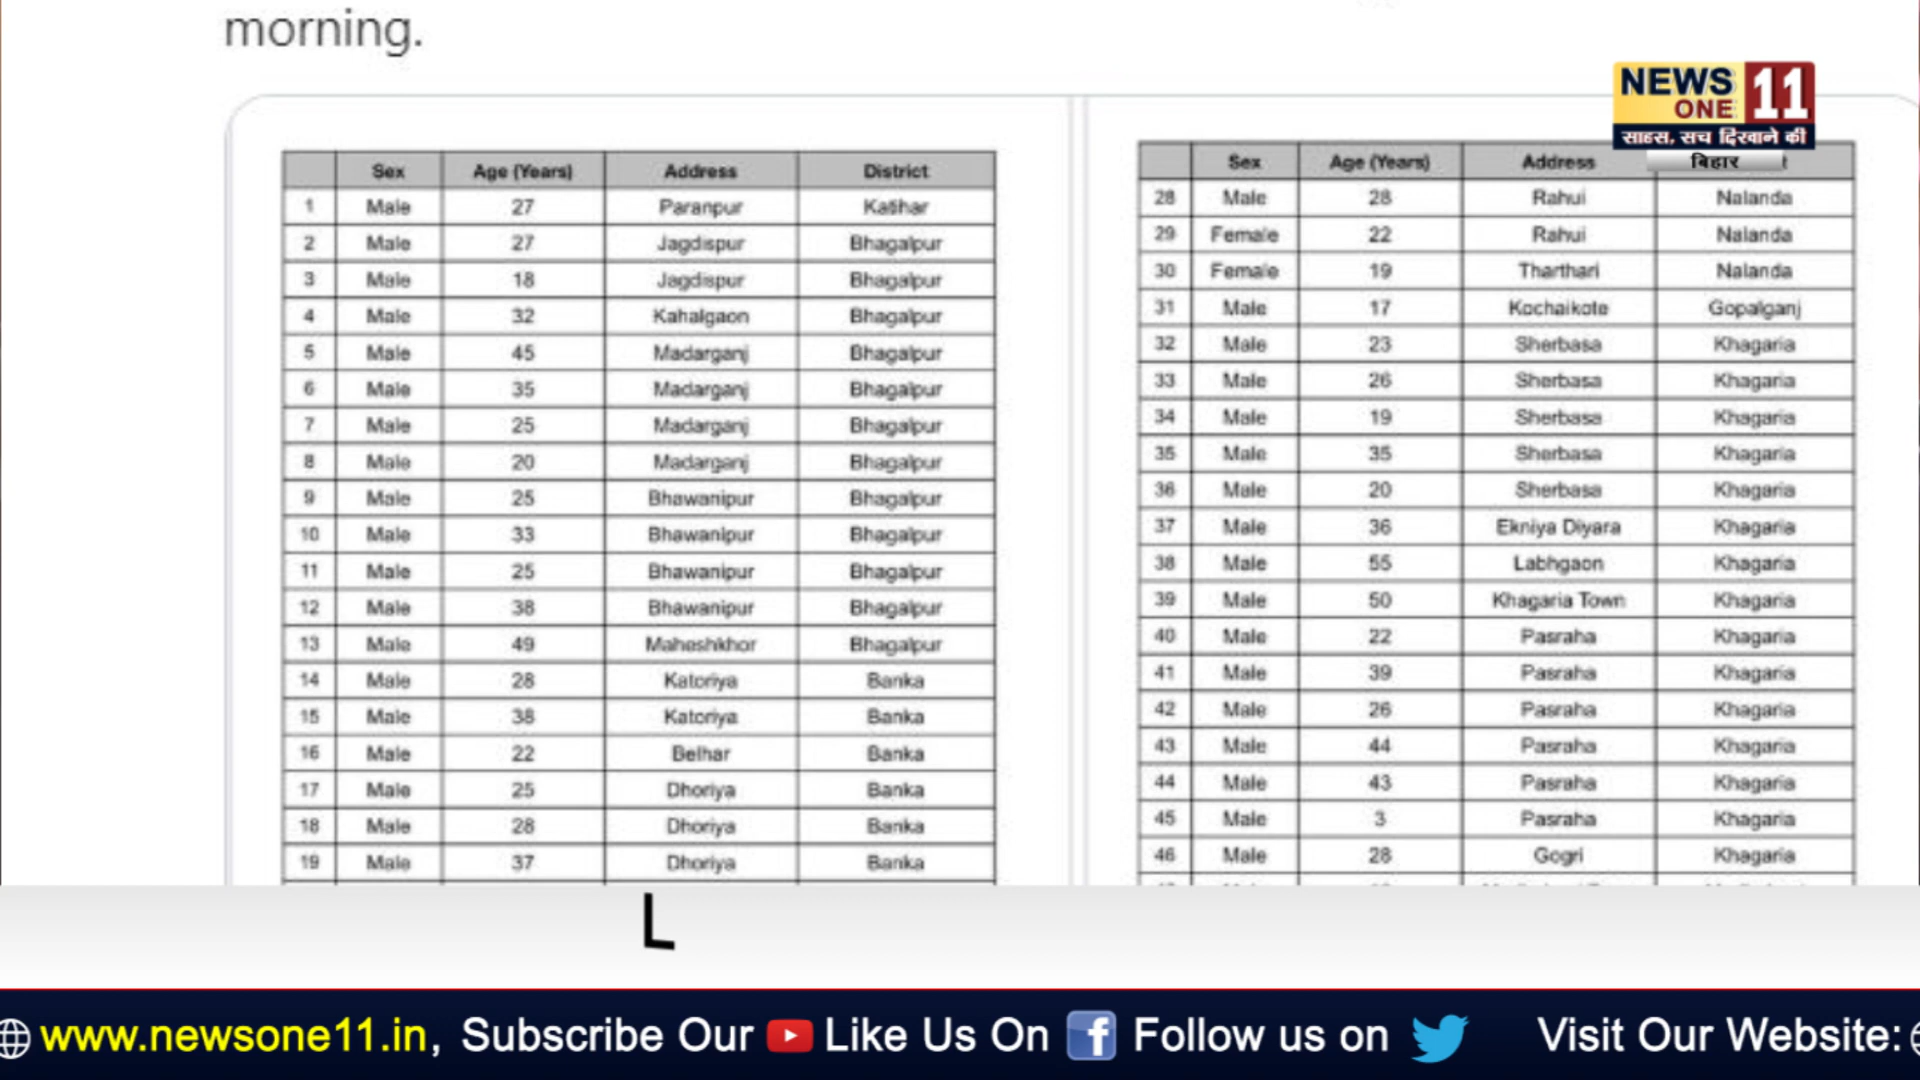 morning.
NEWS ONE 11
साहस, सच दिखाने की
बिहार
Sex Age (Years) Address District
1 Male 27 Paranpur Katihar
2 Male 27 Jagdispur Bhagalpur
3 Male 18 Jagdispur Bhagalpur
4 Male 32 Kahalgaon Bhagalpur
5 Male 45 Madarganj Bhagalpur
6 Male 35 Madarganj Bhagalpur
7 Male 25 Madarganj Bhagalpur
8 Male 20 Madarganj Bhagalpur
9 Male 25 Bhawanipur Bhagalpur
10 Male 33 Bhawanipur Bhagalpur
11 Male 25 Bhawanipur Bhagalpur
12 Male 38 Bhawanipur Bhagalpur
13 Male 49 Maheshkhor Bhagalpur
14 Male 28 Katoriya Banka
15 Male 38 Katoriya Banka
16 Male 22 Belhar Banka
17 Male 25 Dhoriya Banka
18 Male 28 Dhoriya Banka
19 Male 37 Dhoriya Banka
Sex Age (Years) Address
28 Male 28 Rahui Nalanda
29 Female 22 Rahui Nalanda
30 Female 19 Tharthari Nalanda
31 Male 17 Kochaikote Gopalganj
32 Male 23 Sherbasa Khagaria
33 Male 26 Sherbasa Khagaria
34 Male 19 Sherbasa Khagaria
35 Male 35 Sherbasa Khagaria
36 Male 20 Sherbasa Khagaria
37 Male 36 Ekniya Diyara Khagaria
38 Male 55 Labhgaon Khagaria
39 Male 50 Khagaria Town Khagaria
40 Male 22 Pasraha Khagaria
41 Male 39 Pasraha Khagaria
42 Male 26 Pasraha Khagaria
43 Male 44 Pasraha Khagaria
44 Male 43 Pasraha Khagaria
45 Male 3 Pasraha Khagaria
46 Male 28 Gogri Khagaria
L
www.newsone11.in, Subscribe Our Like Us On Follow us on Visit Our Website: